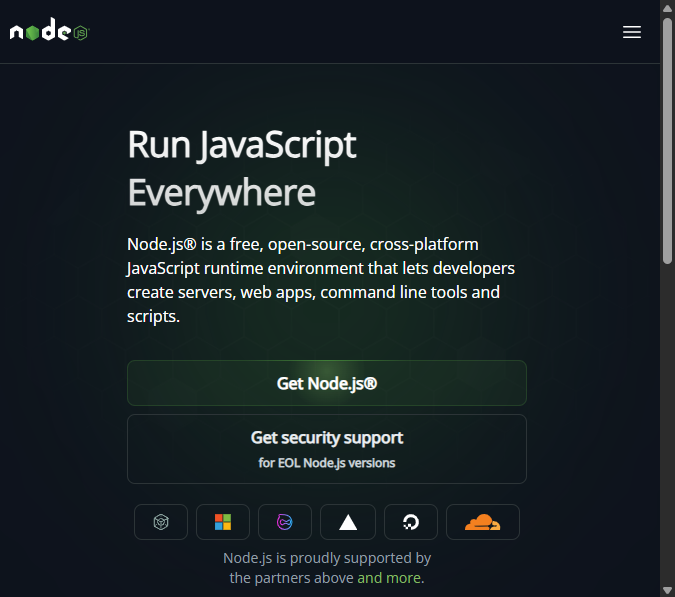 node JS
Run JavaScript
Everywhere
Node.js® is a free, open-source, cross-platform
JavaScript runtime environment that lets developers
create servers, web apps, command line tools and
scripts.
Get Node.js®
Get security support
for EOL Node.js versions
Node.js is proudly supported by
the partners above and more.